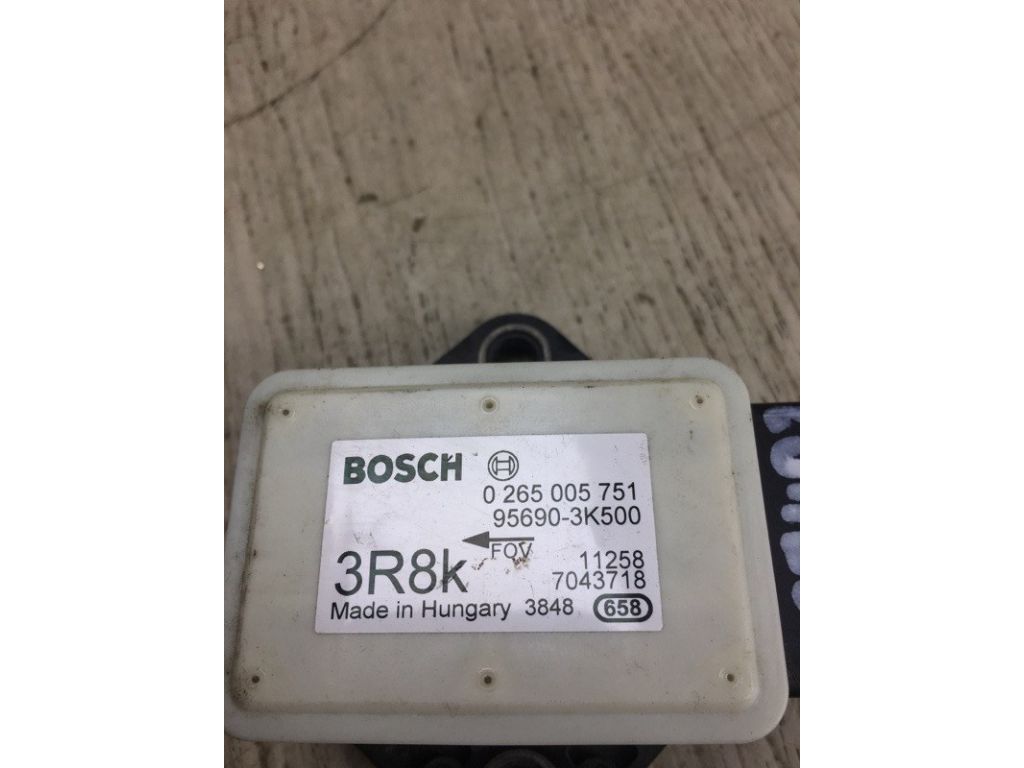 BOSCH
0 265 005 751
95690-3K500
FOV
3R8k
11258
7043718
Made in Hungary 3848 658